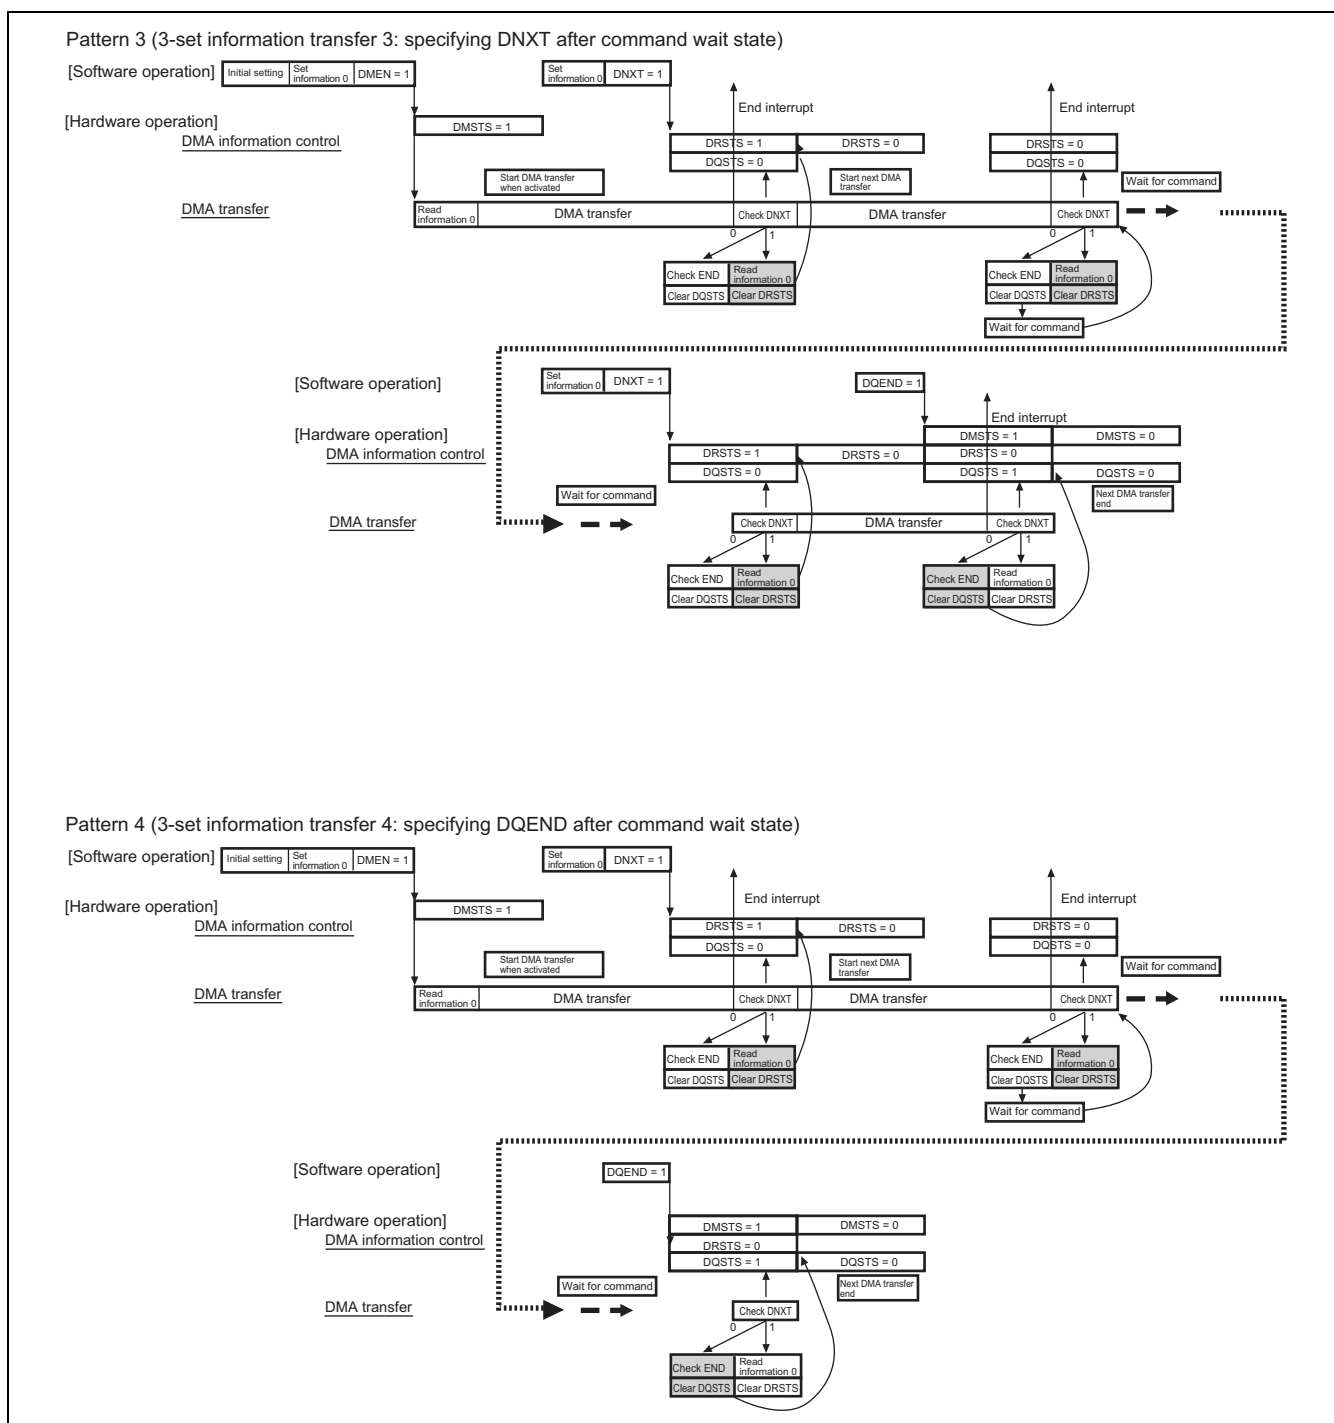 Pattern 3 (3-set information transfer 3: specifying DNXT after command wait state)
[Software operation] Initial setting Set information 0 DMEN = 1 Set information 0 DNXT = 1
End interrupt End interrupt
[Hardware operation] DMSTS = 1
DMA information control DRSTS = 1 DRSTS = 0 DRSTS = 0
DQSTS = 0 DQSTS = 0
Start DMA transfer when activated Start next DMA transfer Wait for command
DMA transfer Read information 0 DMA transfer Check DNXT DMA transfer Check DNXT
0 1 0 1
Check END Read information 0 Check END Read information 0
Clear DQSTS Clear DRSTS Clear DQSTS Clear DRSTS
Wait for command
[Software operation] Set information 0 DNXT = 1 DQEND = 1
End interrupt
[Hardware operation] DMSTS = 1 DMSTS = 0
DMA information control DRSTS = 1 DRSTS = 0 DRSTS = 0
DQSTS = 0 DQSTS = 1 DQSTS = 0
Wait for command Next DMA transfer end
DMA transfer Check DNXT DMA transfer Check DNXT
0 1 0 1
Check END Read information 0 Check END Read information 0
Clear DQSTS Clear DRSTS Clear DQSTS Clear DRSTS
Pattern 4 (3-set information transfer 4: specifying DQEND after command wait state)
[Software operation] Initial setting Set information 0 DMEN = 1 Set information 0 DNXT = 1
End interrupt End interrupt
[Hardware operation] DMSTS = 1
DMA information control DRSTS = 1 DRSTS = 0 DRSTS = 0
DQSTS = 0 DQSTS = 0
Start DMA transfer when activated Start next DMA transfer Wait for command
DMA transfer Read information 0 DMA transfer Check DNXT DMA transfer Check DNXT
0 1 0 1
Check END Read information 0 Check END Read information 0
Clear DQSTS Clear DRSTS Clear DQSTS Clear DRSTS
Wait for command
[Software operation] DQEND = 1
[Hardware operation] DMSTS = 1 DMSTS = 0
DMA information control DRSTS = 0
DQSTS = 1 DQSTS = 0
Wait for command Next DMA transfer end
DMA transfer Check DNXT
0 1
Check END Read information 0
Clear DQSTS Clear DRSTS